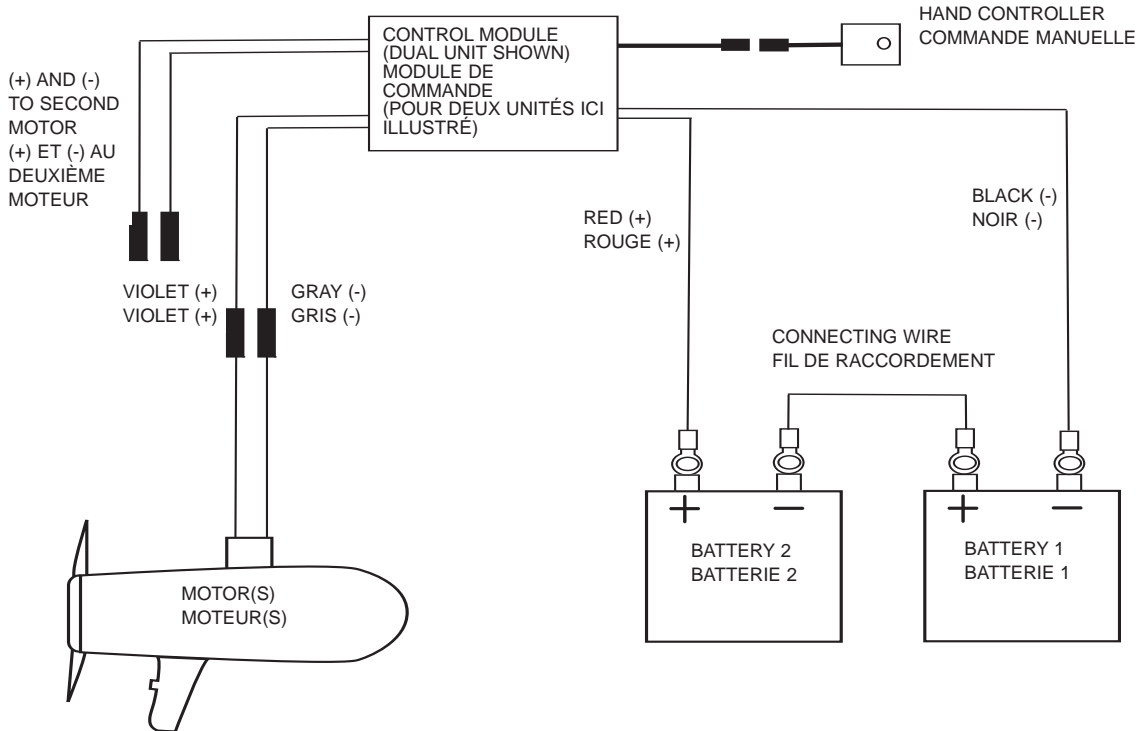 CONTROL MODULE
(DUAL UNIT SHOWN)
MODULE DE
COMMANDE
(POUR DEUX UNITÉS ICI
ILLUSTRÉ)
HAND CONTROLLER
COMMANDE MANUELLE
(+) AND (-)
TO SECOND
MOTOR
(+) ET (-) AU
DEUXIÈME
MOTEUR
RED (+)
ROUGE (+)
BLACK (-)
NOIR (-)
VIOLET (+)
VIOLET (+)
GRAY (-)
GRIS (-)
CONNECTING WIRE
FIL DE RACCORDEMENT
+ −
BATTERY 2
BATTERIE 2
+ −
BATTERY 1
BATTERIE 1
MOTOR(S)
MOTEUR(S)